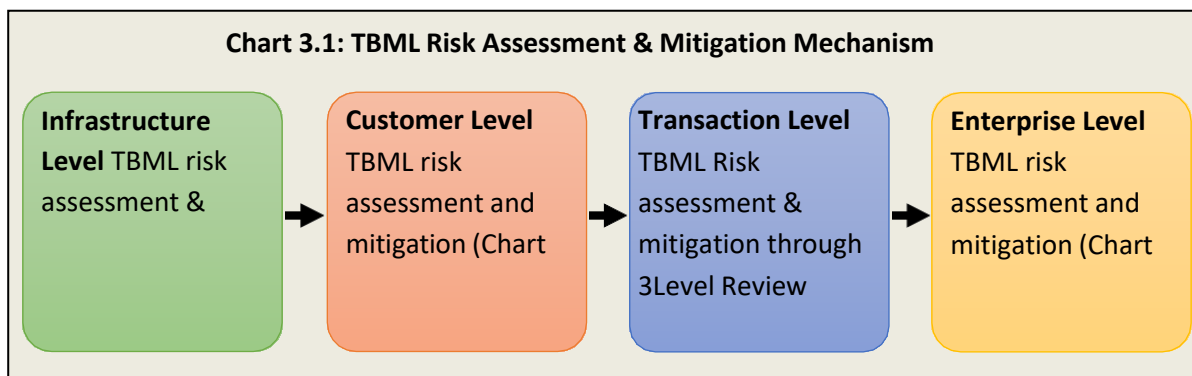 Chart 3.1: TBML Risk Assessment & Mitigation Mechanism
Infrastructure
Level TBML risk
assessment &
Customer Level
TBML risk
assessment and
mitigation (Chart
Transaction Level
TBML Risk
assessment &
mitigation through
3Level Review
Enterprise Level
TBML risk
assessment and
mitigation (Chart